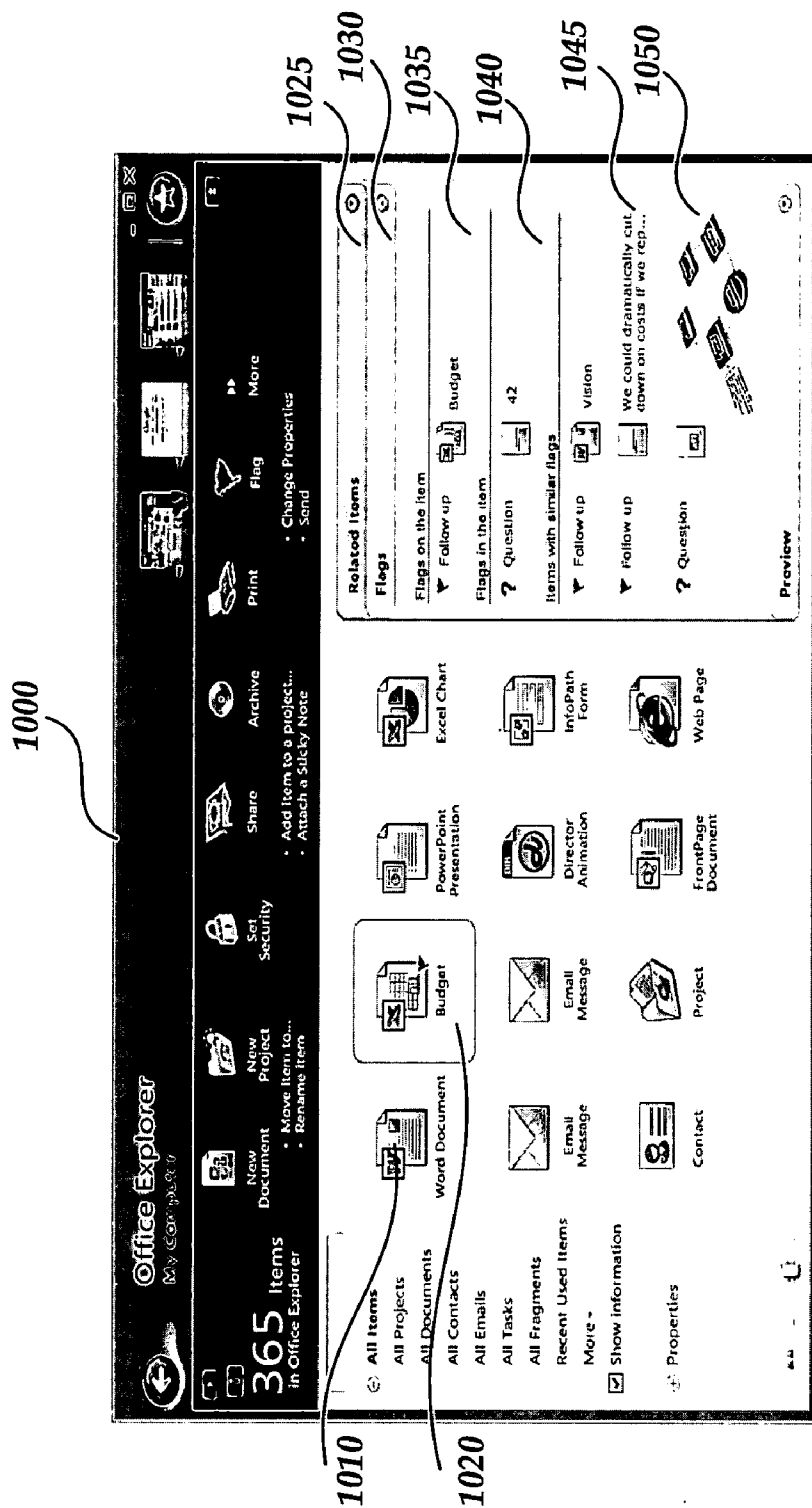 1000
Office Explorer
My Computer
365 Items
in Office Explorer
New Document
New Project
Set Security
Share
Archive
Print
Flag
More
• Move Item to...
• Rename Item
• Add Item to a project...
• Attach a Sticky Note
• Change Properties
• Send
All Items
All Projects
All Documents
All Contacts
All Emails
All Tasks
All Fragments
Recent Used Items
More
Show Information
Properties
Word Document
Budget
PowerPoint Presentation
Excel Chart
Email Message
Email Message
Director Animation
InfoPath Form
Contact
Project
FrontPage Document
Web Page
Related Items
Flags
Flags on the item
Follow up Budget
Flags in the item
? Question 42
Items with similar flags
Follow up Vision
Follow up We could dramatically cut
down on costs if we rep...
? Question
Preview
1010
1020
1025
1030
1035
1040
1045
1050